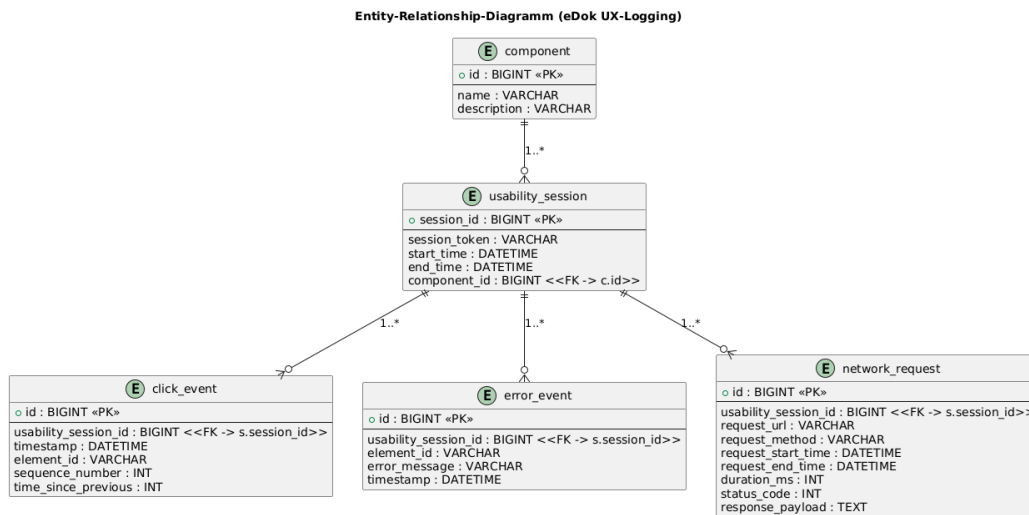 Entity-Relationship-Diagramm (eDok UX-Logging)
E component
id : BIGINT «PK»
name : VARCHAR
description : VARCHAR
1..*
E usability_session
session_id : BIGINT «PK»
session_token : VARCHAR
start_time : DATETIME
end_time : DATETIME
component_id : BIGINT <<FK -> c.id>>
1..*
1..*
1..*
E click_event
id : BIGINT «PK»
usability_session_id : BIGINT <<FK -> s.session_id>>
timestamp : DATETIME
element_id : VARCHAR
sequence_number : INT
time_since_previous : INT
E error_event
id : BIGINT «PK»
usability_session_id : BIGINT <<FK -> s.session_id>>
element_id : VARCHAR
error_message : VARCHAR
timestamp : DATETIME
E network_request
id : BIGINT «PK»
usability_session_id : BIGINT <<FK -> s.session_id>>
request_url : VARCHAR
request_method : VARCHAR
request_start_time : DATETIME
request_end_time : DATETIME
duration_ms : INT
status_code : INT
response_payload : TEXT